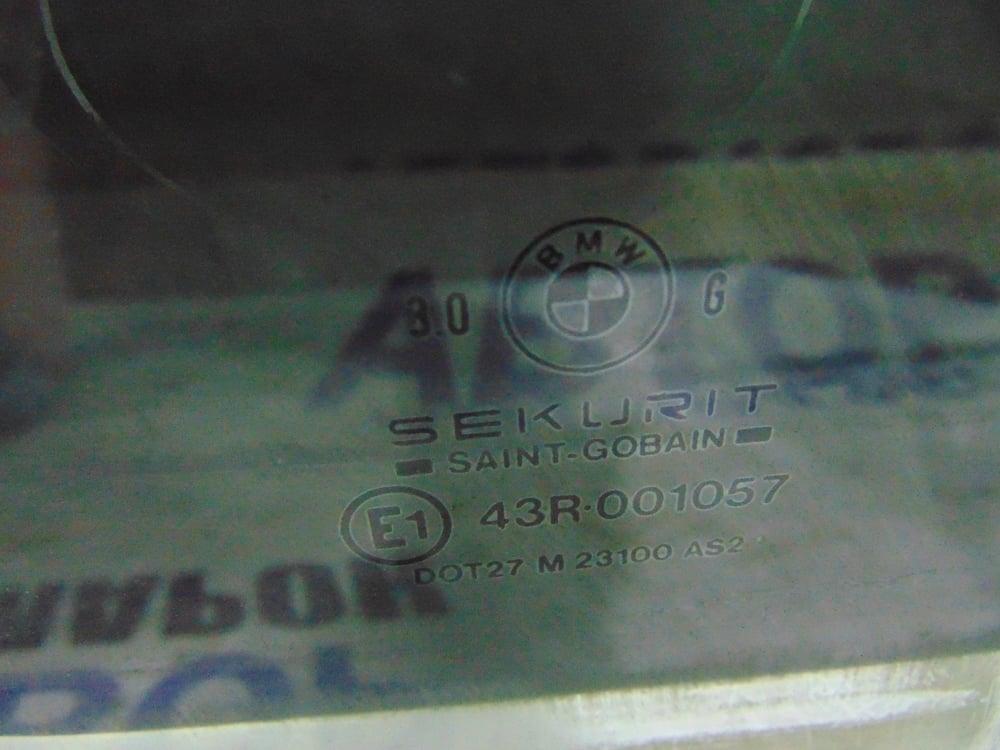 BMW
3.0 G
SEKURIT
SAINT-GOBAIN
E1 43R-001057
DOT27 M 23100 AS2